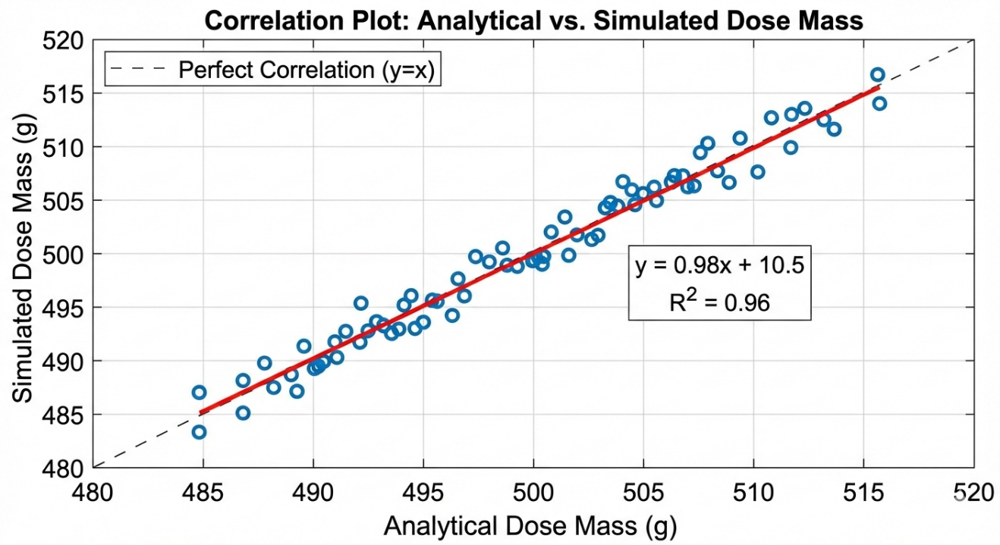 Correlation Plot: Analytical vs. Simulated Dose Mass
Simulated Dose Mass (g)
520
515
510
505
500
495
490
485
480
Perfect Correlation (y=x)
y = 0.98x + 10.5
R² = 0.96
480 485 490 495 500 505 510 515 520
Analytical Dose Mass (g)